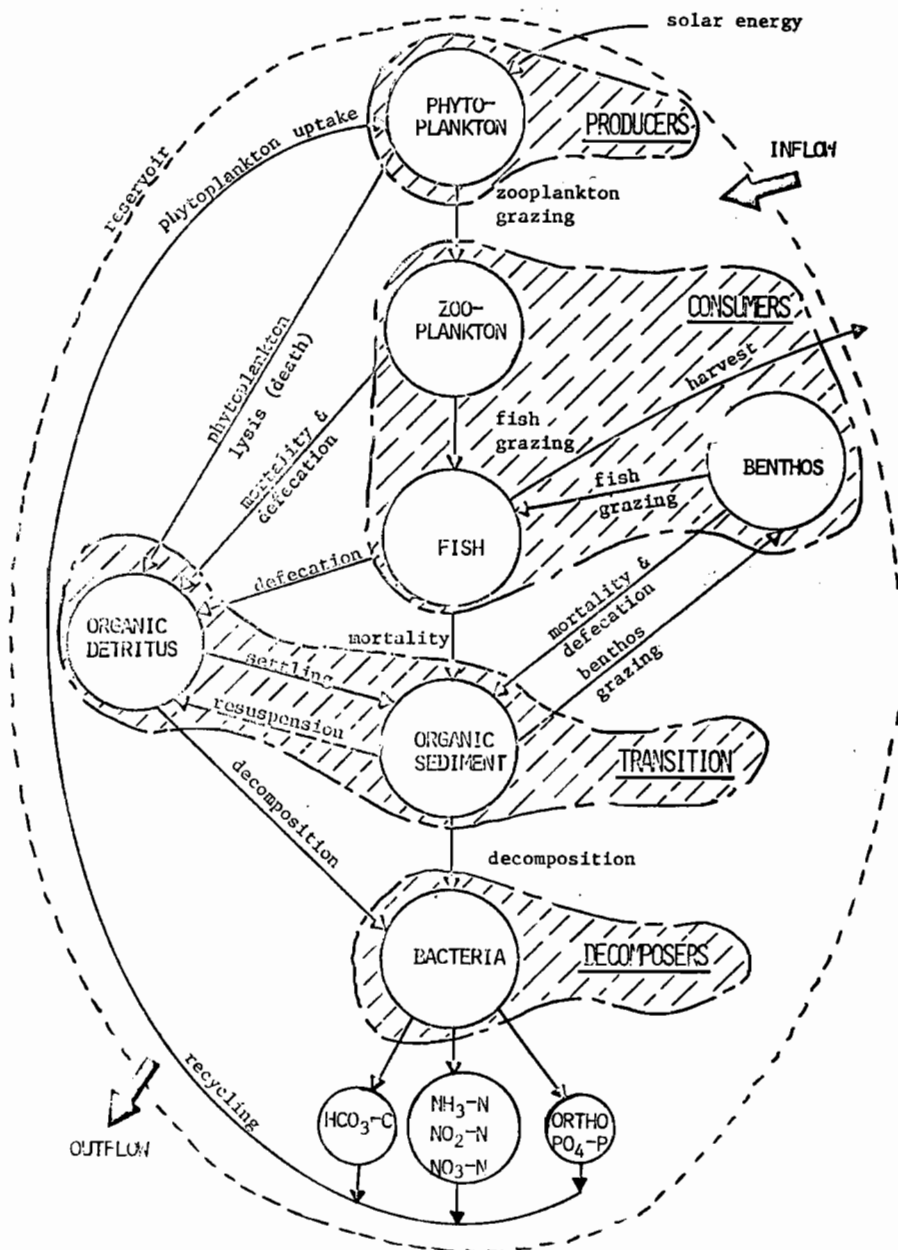 solar energy
PHYTO-
PLANKTON
PRODUCERS
reservoir
phytoplankton uptake
INFLOW
zooplankton
grazing
ZOO-
PLANKTON
CONSUMERS
phytoplankton
lysis (death)
mortality &
defecation
harvest
fish
grazing
fish
grazing
BENTHOS
FISH
defecation
mortality &
defecation
benthos
grazing
ORGANIC
DETRITUS
mortality
settling
resuspension
ORGANIC
SEDIMENT
TRANSITION
decomposition
decomposition
BACTERIA
DECOMPOSERS
recycling
OUTFLOW
HCO3-C
NH3-N
NO2-N
NO3-N
ORTHO
PO4-P